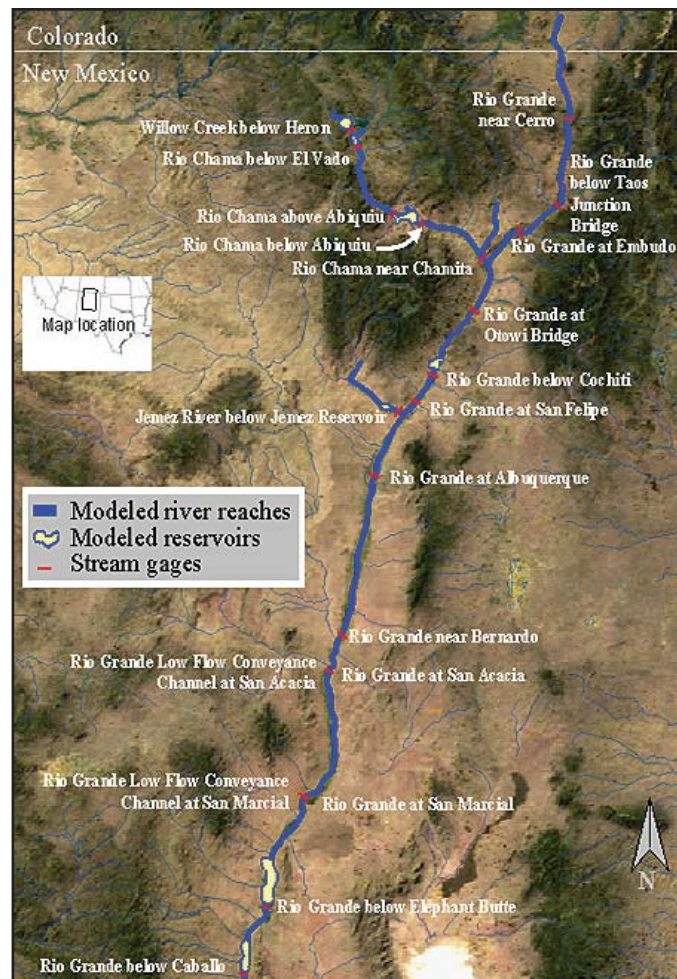 Colorado
New Mexico
Rio Grande
near Cerro
Willow Creek below Heron
Rio Chama below El Vado
Rio Grande
below Taos
Junction
Bridge
Rio Chama above Abiquiu
Rio Chama below Abiquiu
Rio Grande at Embudo
Rio Chama near Chamita
Map location
Rio Grande at
Otowi Bridge
Rio Grande below Cochiti
Jemez River below Jemez Reservoir
Rio Grande at San Felipe
Rio Grande at Albuquerque
Modeled river reaches
Modeled reservoirs
Stream gages
Rio Grande near Bernardo
Rio Grande Low Flow Conveyance
Channel at San Acacia
Rio Grande at San Acacia
Rio Grande Low Flow Conveyance
Channel at San Marcial
Rio Grande at San Marcial
N
Rio Grande below Elephant Butte
Rio Grande below Caballo